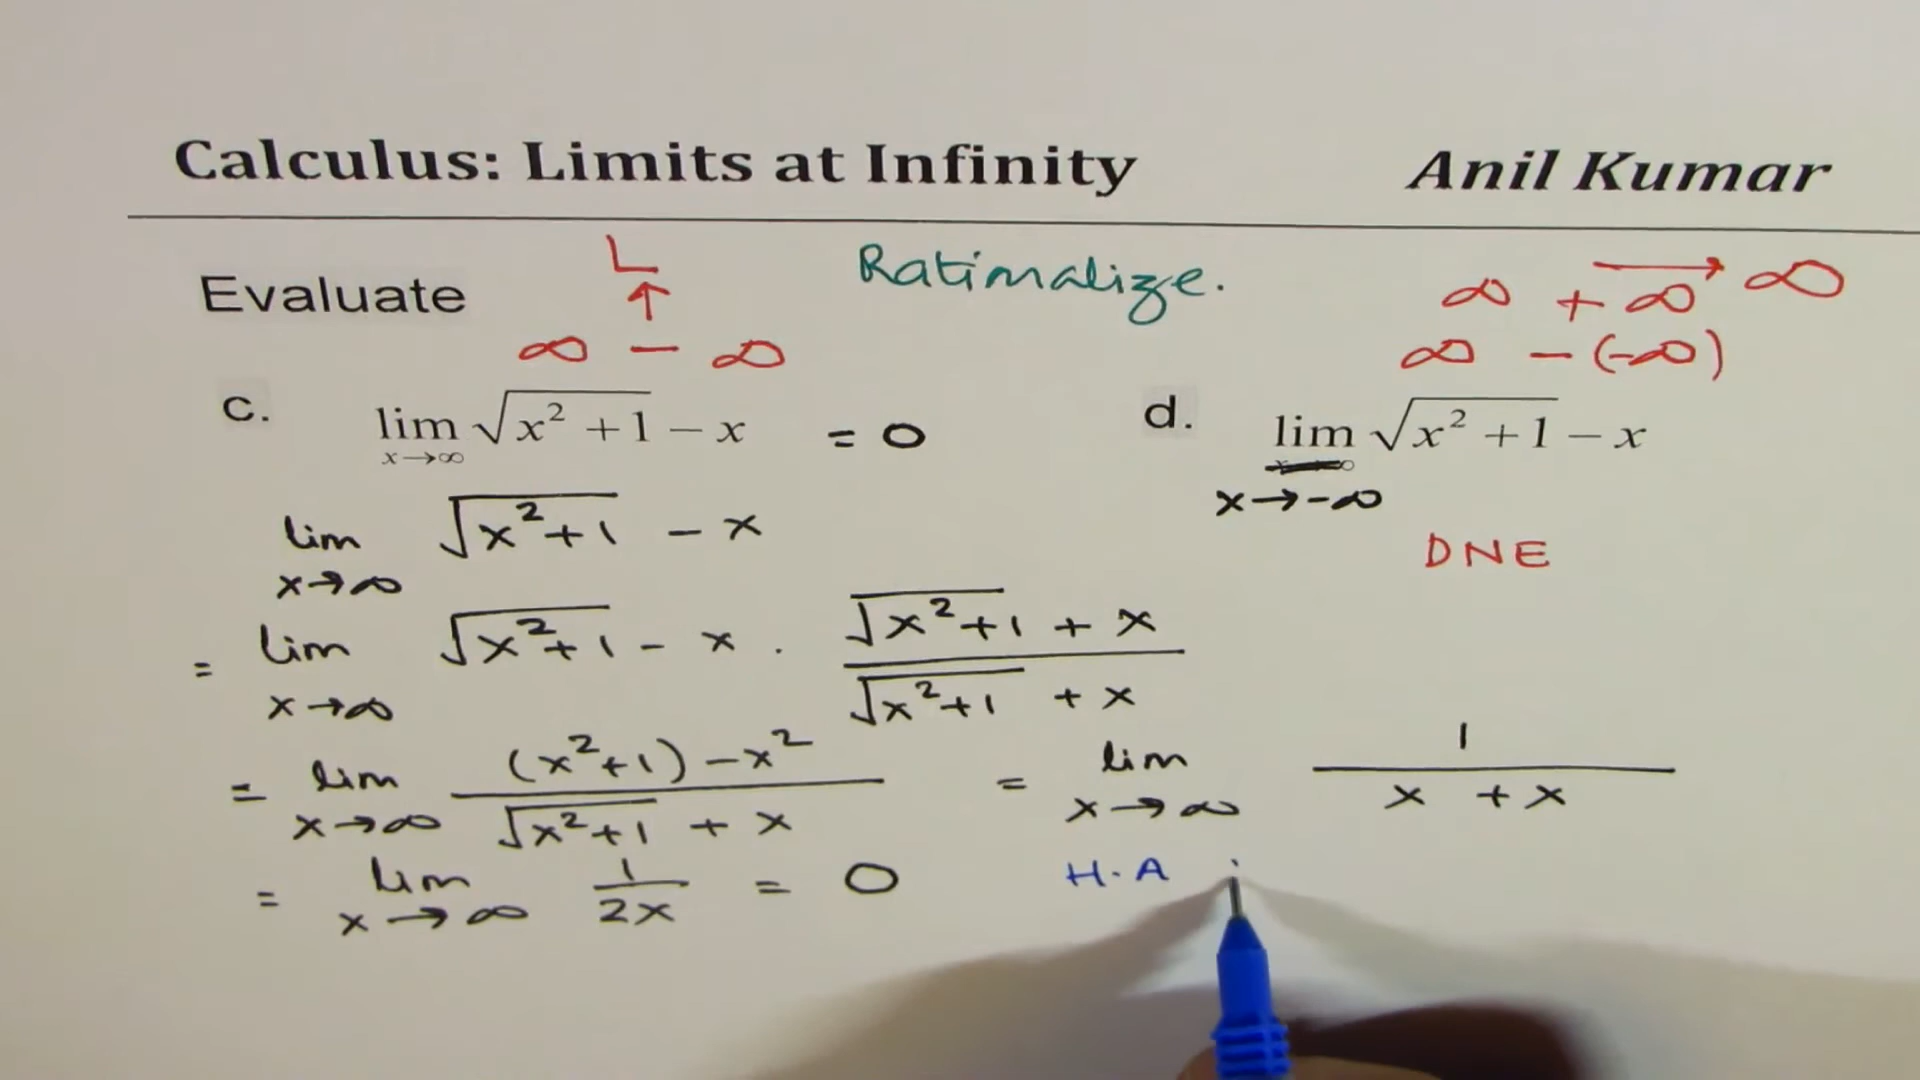 Calculus: Limits at Infinity Anil Kumar
Evaluate L Rationalize. ∞ + ∞ → ∞
↑
∞ - ∞ ∞ - (-∞)
c. lim x→∞ √(x² + 1) - x = 0
d. lim √(x² + 1) - x
x → -∞
DNE
lim x→∞ √(x²+1) - x
= lim x→∞ √(x²+1) - x . (√(x²+1) + x)/(√(x²+1) + x)
= lim x→∞ ((x²+1) - x²)/(√(x²+1) + x) = lim x→∞ 1/(x + x)
= lim x→∞ 1/2x = 0
H.A :